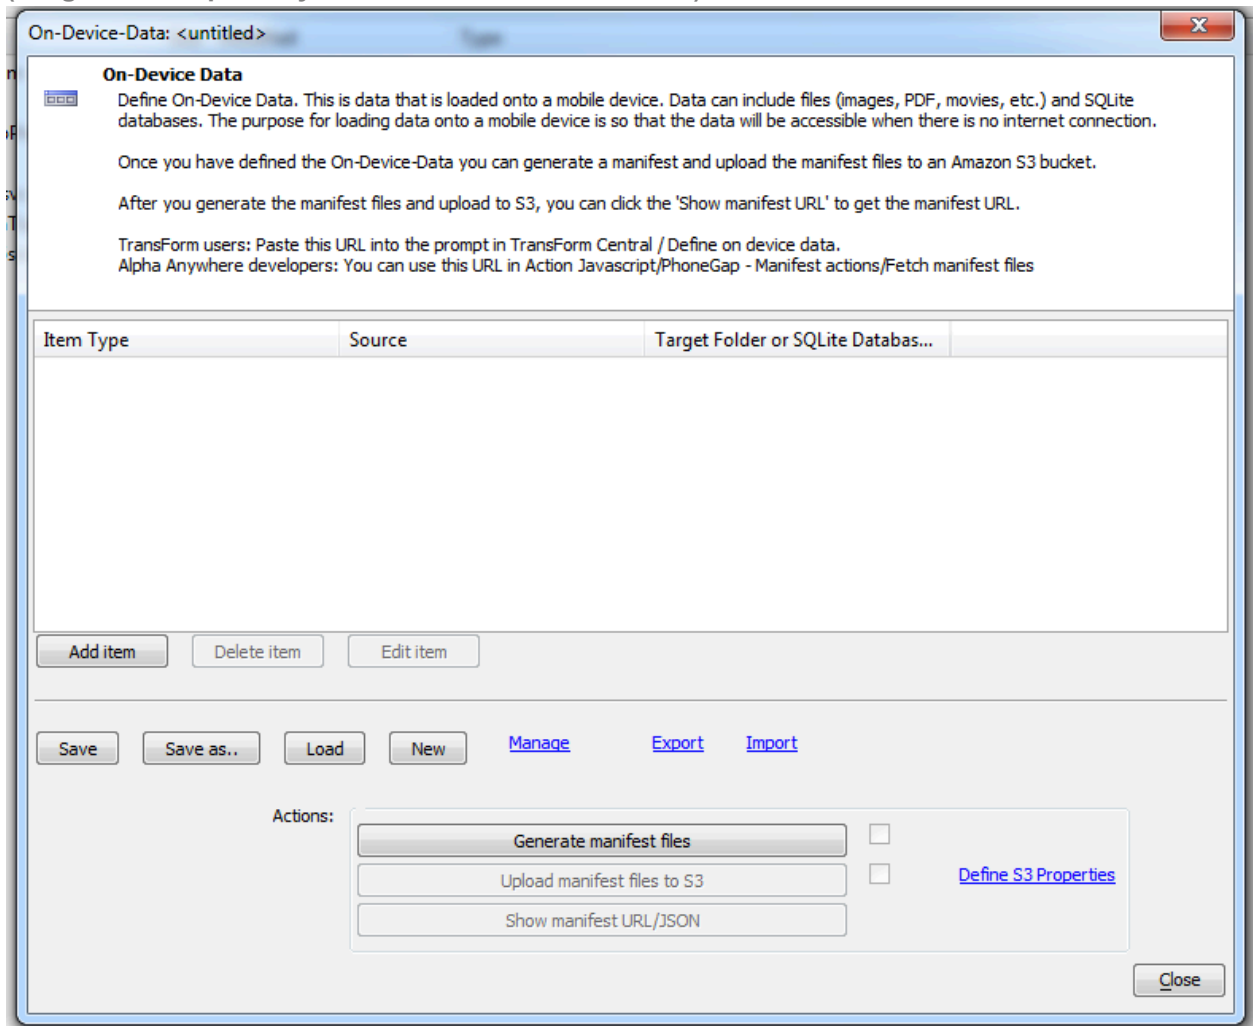 On-Device-Data: <untitled>
On-Device Data
Define On-Device Data. This is data that is loaded onto a mobile device. Data can include files (images, PDF, movies, etc.) and SQLite
databases. The purpose for loading data onto a mobile device is so that the data will be accessible when there is no internet connection.
Once you have defined the On-Device-Data you can generate a manifest and upload the manifest files to an Amazon S3 bucket.
After you generate the manifest files and upload to S3, you can click the 'Show manifest URL' to get the manifest URL.
TransForm users: Paste this URL into the prompt in TransForm Central / Define on device data.
Alpha Anywhere developers: You can use this URL in Action Javascript/PhoneGap - Manifest actions/Fetch manifest files
Item Type Source Target Folder or SQLite Databas...
Add item Delete item Edit item
Save Save as.. Load New Manage Export Import
Actions:
Generate manifest files
Upload manifest files to S3 Define S3 Properties
Show manifest URL/JSON
Close